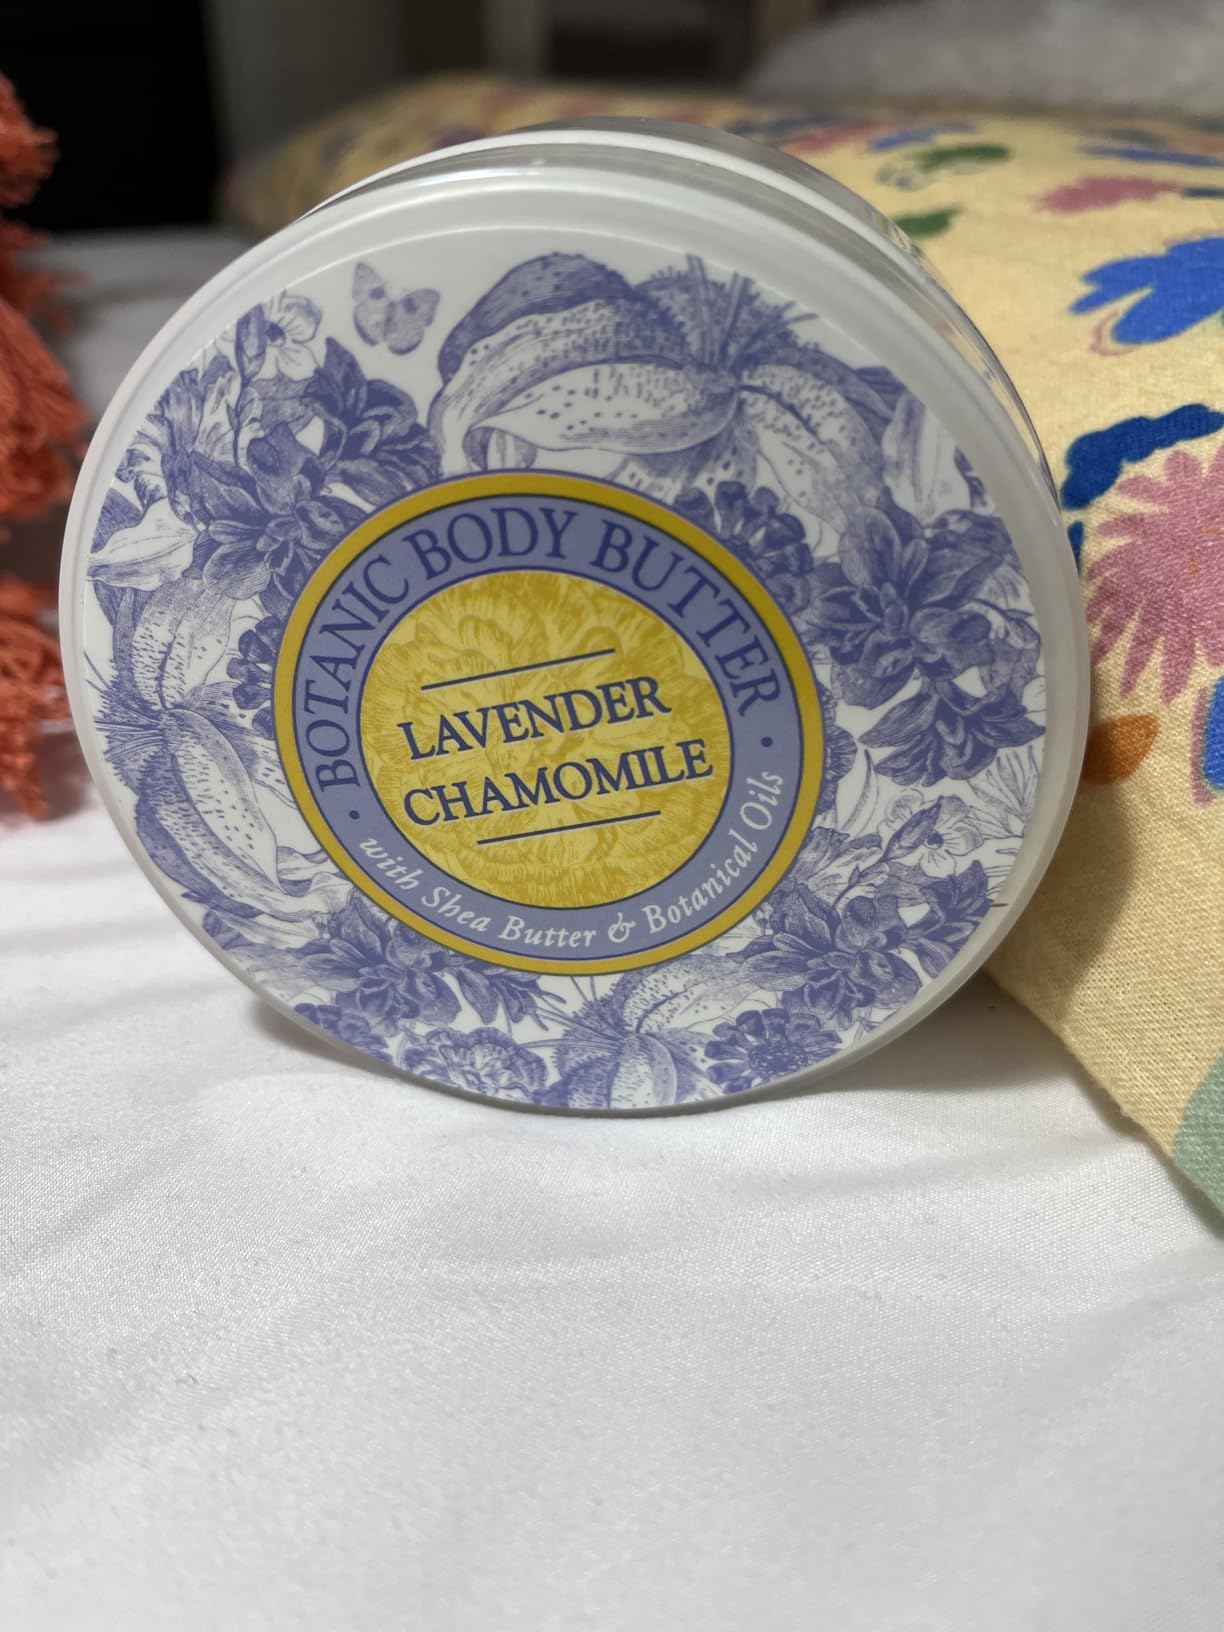 BOTANIC BODY BUTTER
LAVENDER
CHAMOMILE
with Shea Butter & Botanical Oils